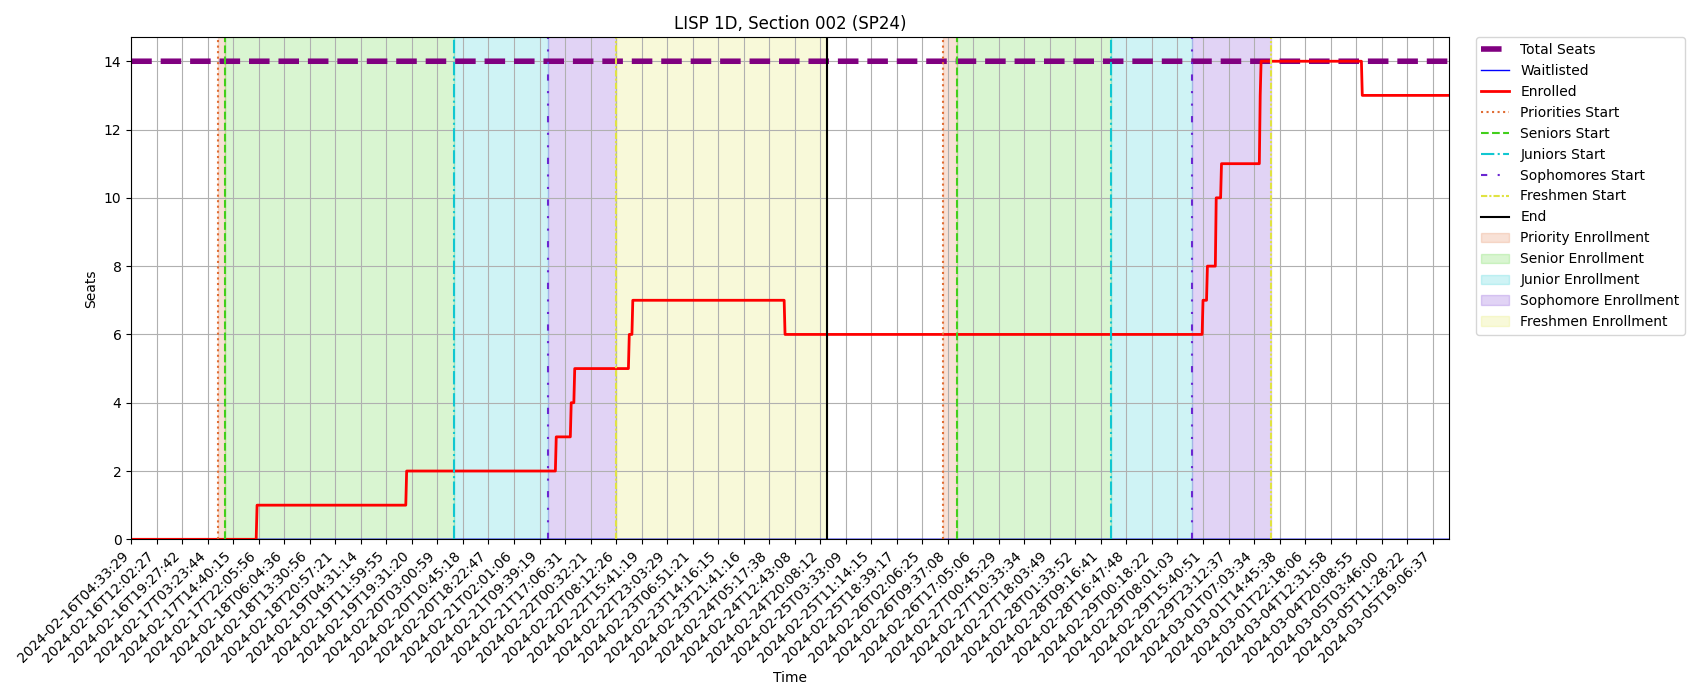 LISP 1D, Section 002 (SP24)
Seats
14
12
10
8
6
4
2
0
2024-02-16T04:33:29
2024-02-16T12:02:27
2024-02-16T19:27:42
2024-02-17T03:23:44
2024-02-17T14:40:15
2024-02-17T22:05:56
2024-02-18T06:04:36
2024-02-18T13:30:56
2024-02-18T20:57:21
2024-02-19T04:31:14
2024-02-19T11:59:55
2024-02-19T19:31:20
2024-02-20T03:00:59
2024-02-20T10:45:18
2024-02-20T18:22:47
2024-02-21T02:01:06
2024-02-21T09:39:19
2024-02-21T17:06:31
2024-02-22T00:32:21
2024-02-22T08:12:26
2024-02-22T15:41:19
2024-02-22T23:03:29
2024-02-23T06:51:21
2024-02-23T14:16:15
2024-02-23T21:41:16
2024-02-24T05:17:38
2024-02-24T12:43:08
2024-02-24T20:08:12
2024-02-25T03:33:09
2024-02-25T11:14:15
2024-02-25T18:39:17
2024-02-26T02:06:25
2024-02-26T09:37:08
2024-02-26T17:05:06
2024-02-27T00:45:29
2024-02-27T10:33:34
2024-02-27T18:03:49
2024-02-28T01:33:52
2024-02-28T09:16:41
2024-02-28T16:47:48
2024-02-29T00:18:22
2024-02-29T08:01:03
2024-02-29T15:40:51
2024-02-29T23:12:37
2024-03-01T07:03:34
2024-03-01T14:45:38
2024-03-01T22:18:06
2024-03-04T12:31:58
2024-03-04T20:08:55
2024-03-05T03:46:00
2024-03-05T11:28:22
2024-03-05T19:06:37
Time
Total Seats
Waitlisted
Enrolled
Priorities Start
Seniors Start
Juniors Start
Sophomores Start
Freshmen Start
End
Priority Enrollment
Senior Enrollment
Junior Enrollment
Sophomore Enrollment
Freshmen Enrollment